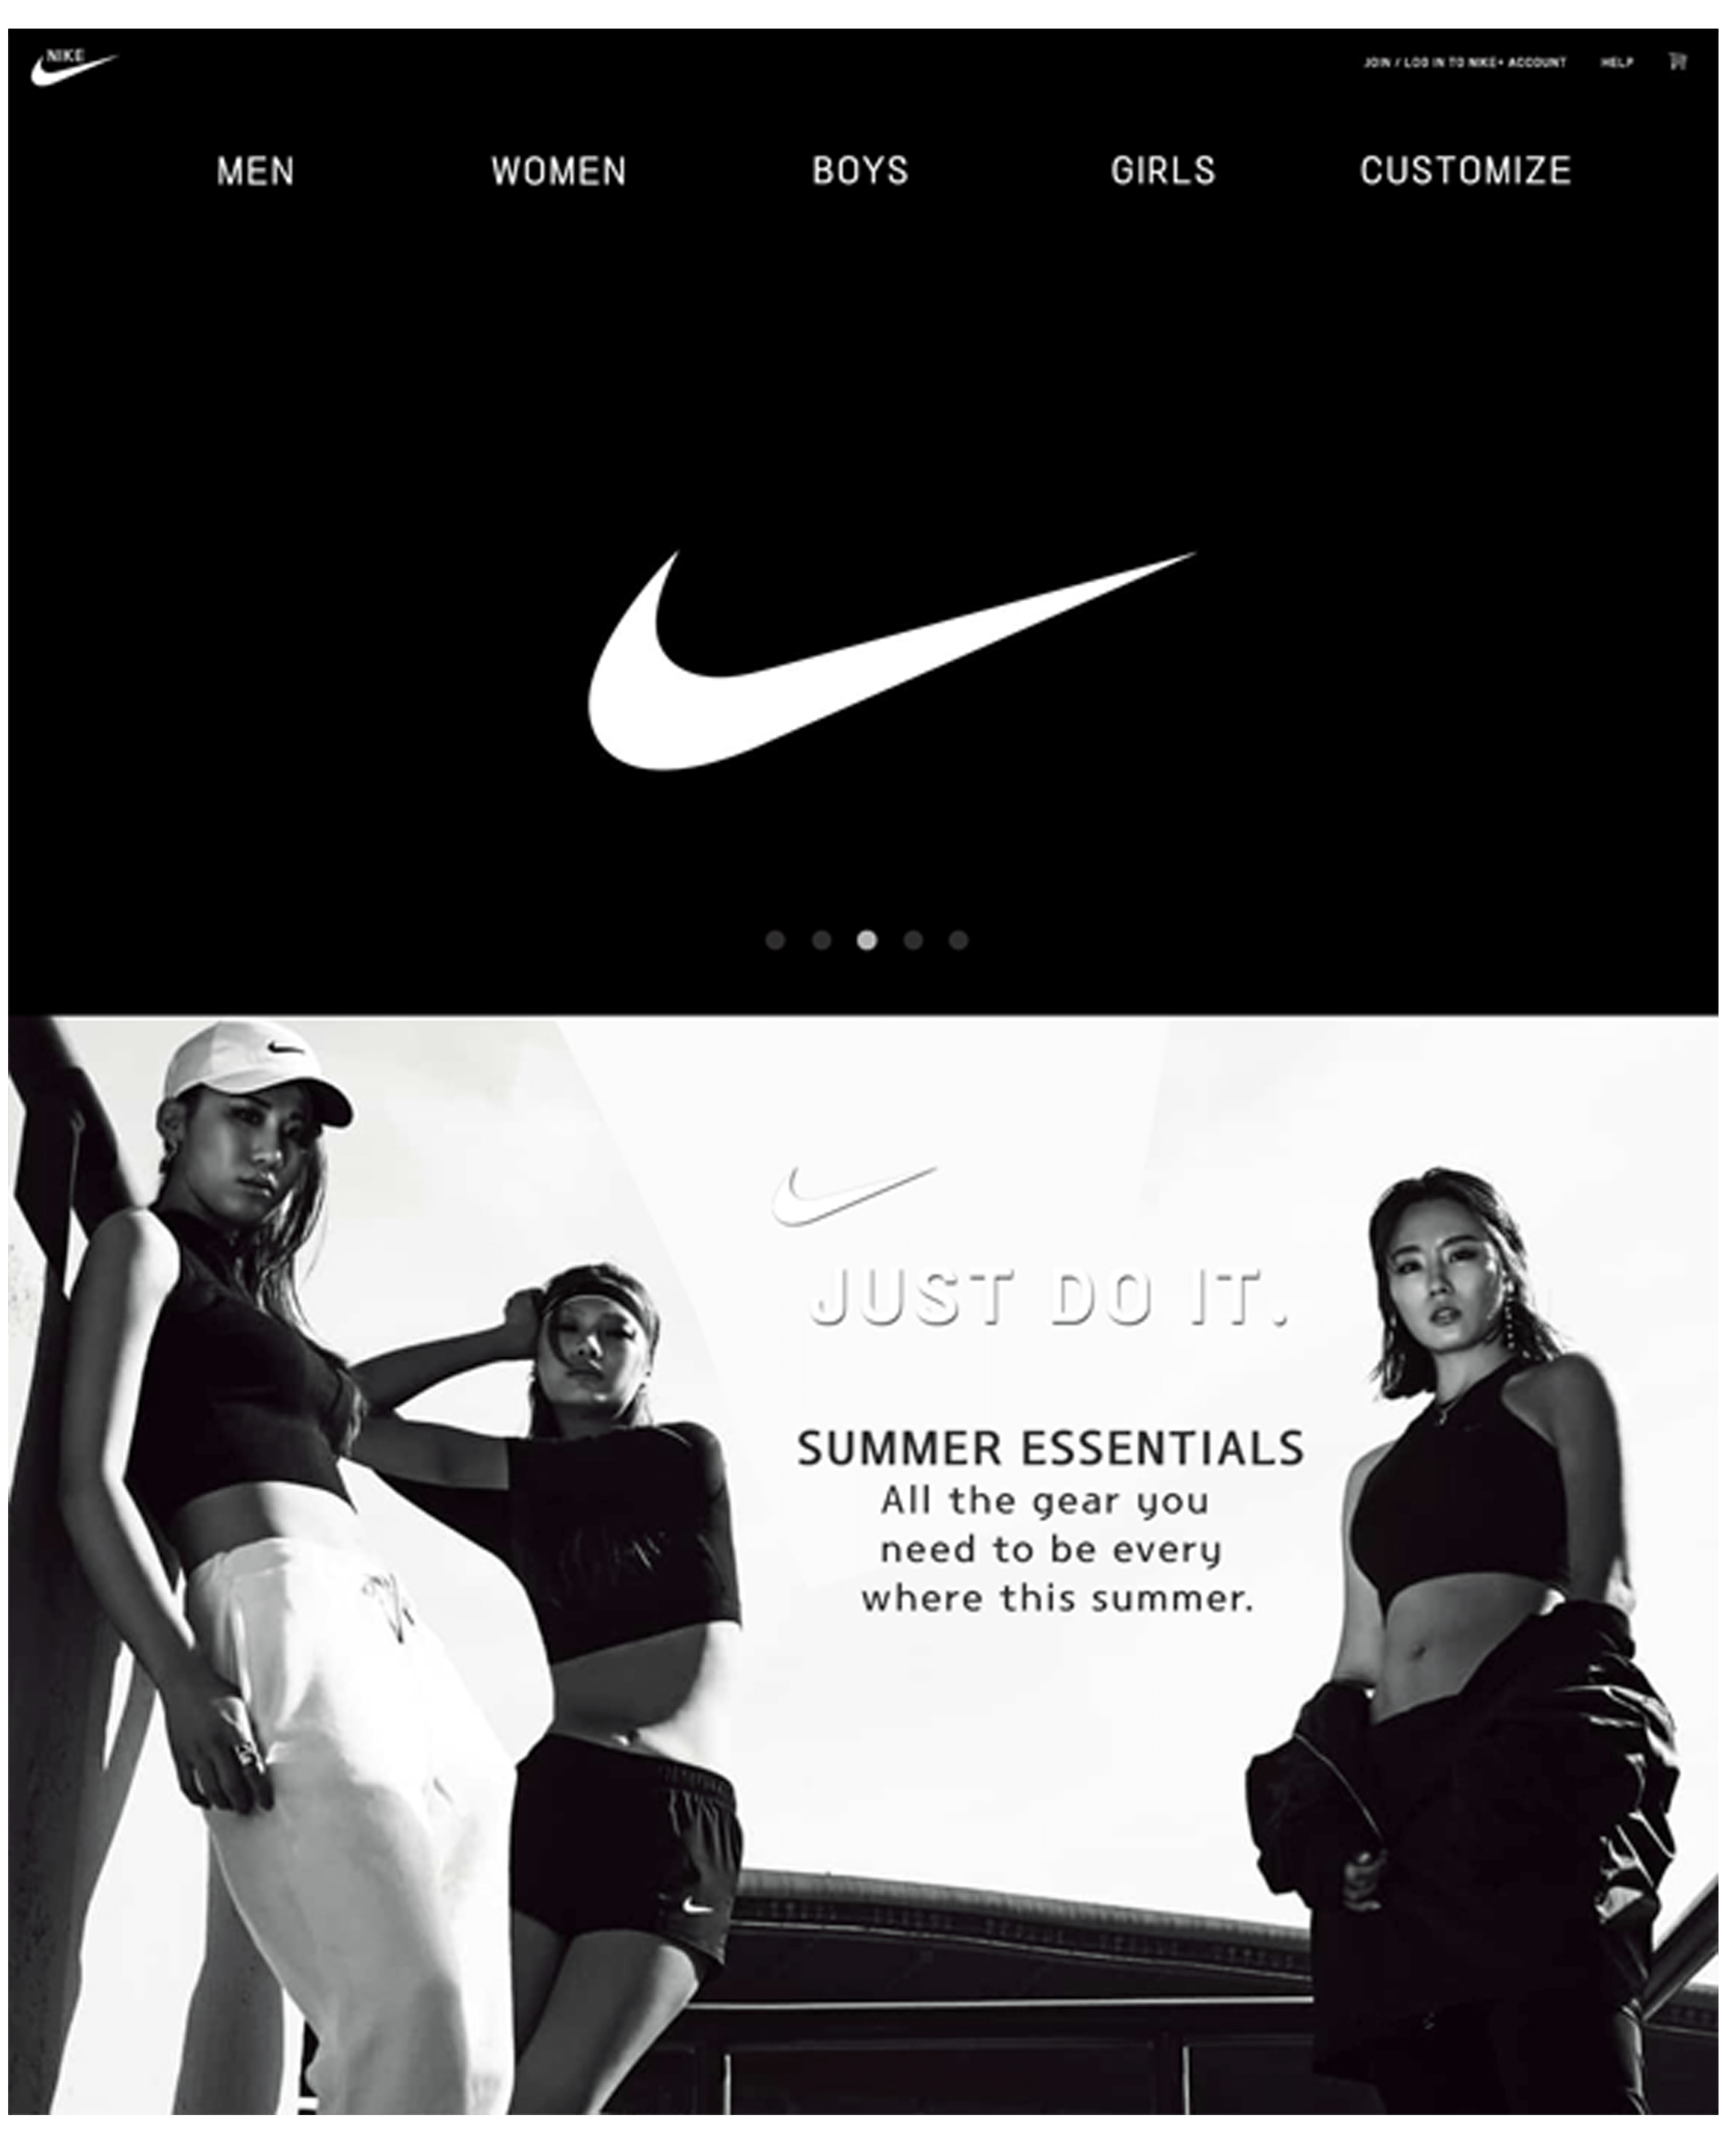 NIKE
JOIN / LOG IN TO NIKE+ ACCOUNT HELP
MEN WOMEN BOYS GIRLS CUSTOMIZE
JUST DO IT.
SUMMER ESSENTIALS
All the gear you
need to be every
where this summer.